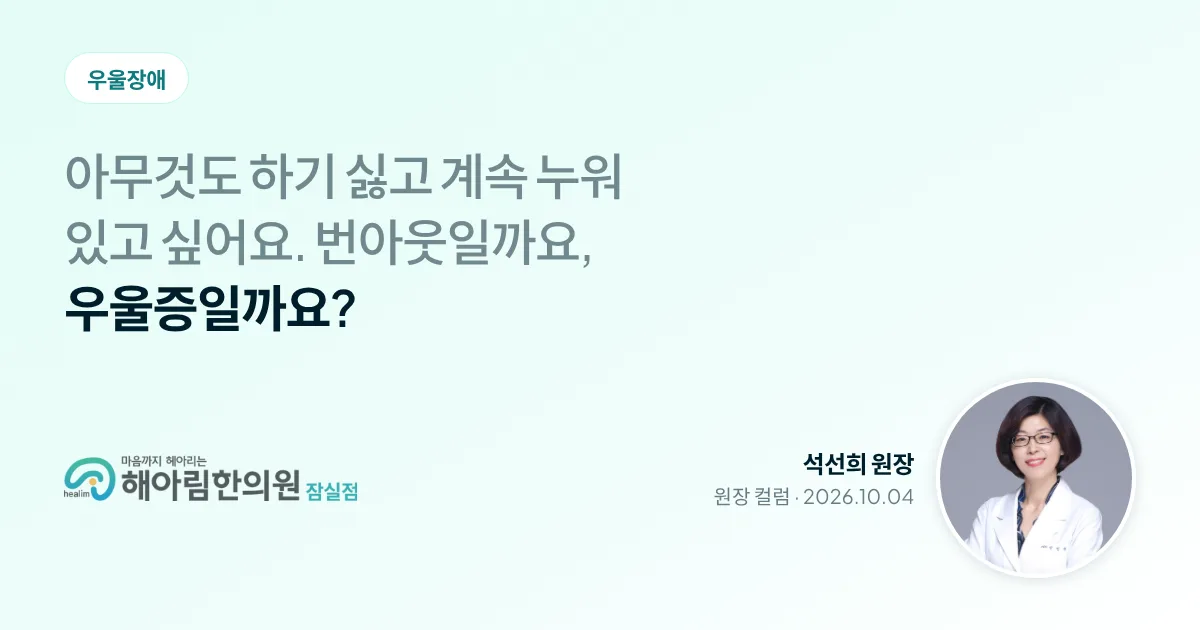 우울장애
아무것도 하기 싫고 계속 누워
있고 싶어요. 번아웃일까요,
우울증일까요?
마음까지 헤아리는
healim 해아림한의원 잠실점
석선희 원장
원장 컬럼 · 2026.10.04